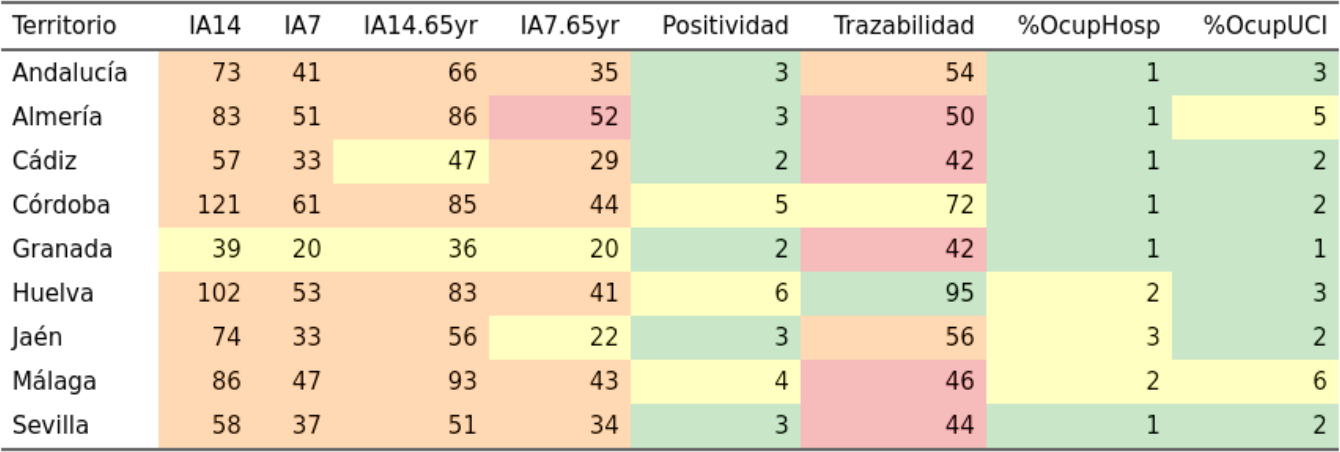 Territorio IA14 IA7 IA14.65yr IA7.65yr Positividad Trazabilidad %OcupHosp %OcupUCI
Andalucía 73 41 66 35 3 54 1 3
Almería 83 51 86 52 3 50 1 5
Cádiz 57 33 47 29 2 42 1 2
Córdoba 121 61 85 44 5 72 1 2
Granada 39 20 36 20 2 42 1 1
Huelva 102 53 83 41 6 95 2 3
Jaén 74 33 56 22 3 56 3 2
Málaga 86 47 93 43 4 46 2 6
Sevilla 58 37 51 34 3 44 1 2